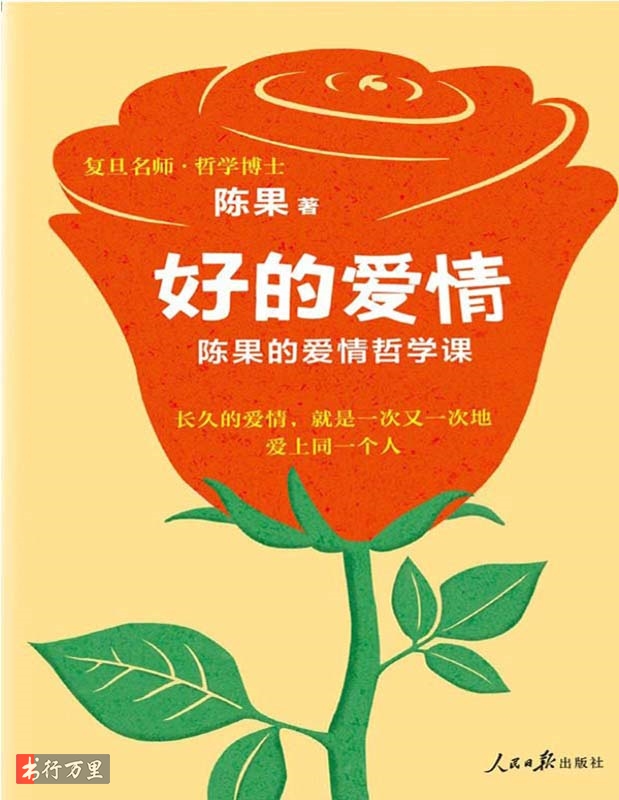 复旦名师·哲学博士
陈果 著
好的爱情
陈果的爱情哲学课
长久的爱情，就是一次又一次地
爱上同一个人
书行万里
人民日报出版社